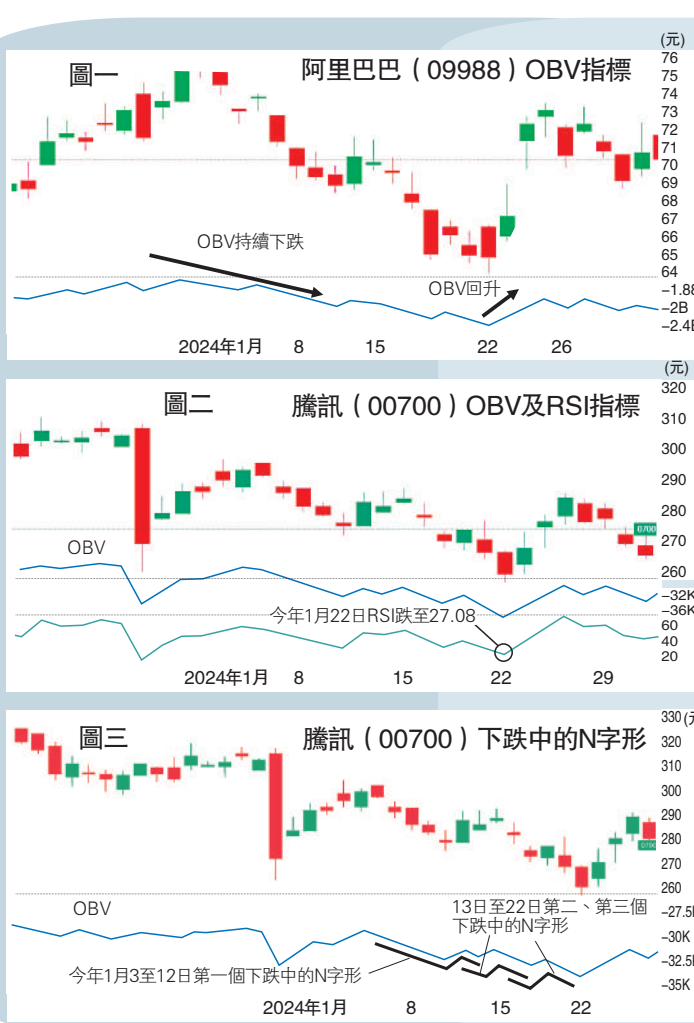 (元)
圖一
阿里巴巴（09988）OBV指標
76
75
74
73
72
71
70
69
68
67
66
65
64
OBV持續下跌
OBV回升
-1.8B
-2B
-2.4B
2024年1月 8 15 22 26
(元)
圖二
騰訊（00700）OBV及RSI指標
320
310
300
290
280
0700
270
260
OBV
-32K
-36K
今年1月22日RSI跌至27.08
60
40
20
2024年1月 8 15 22 29
330 (元
圖三
騰訊（00700）下跌中的N字形
320
310
300
290
280
0700
270
260
OBV
13日至22日第二、第三個
下跌中的N字形
-27.5K
-30K
-32.5K
-35K
今年1月3至12日第一個下跌中的N字形
2024年1月 8 15 22